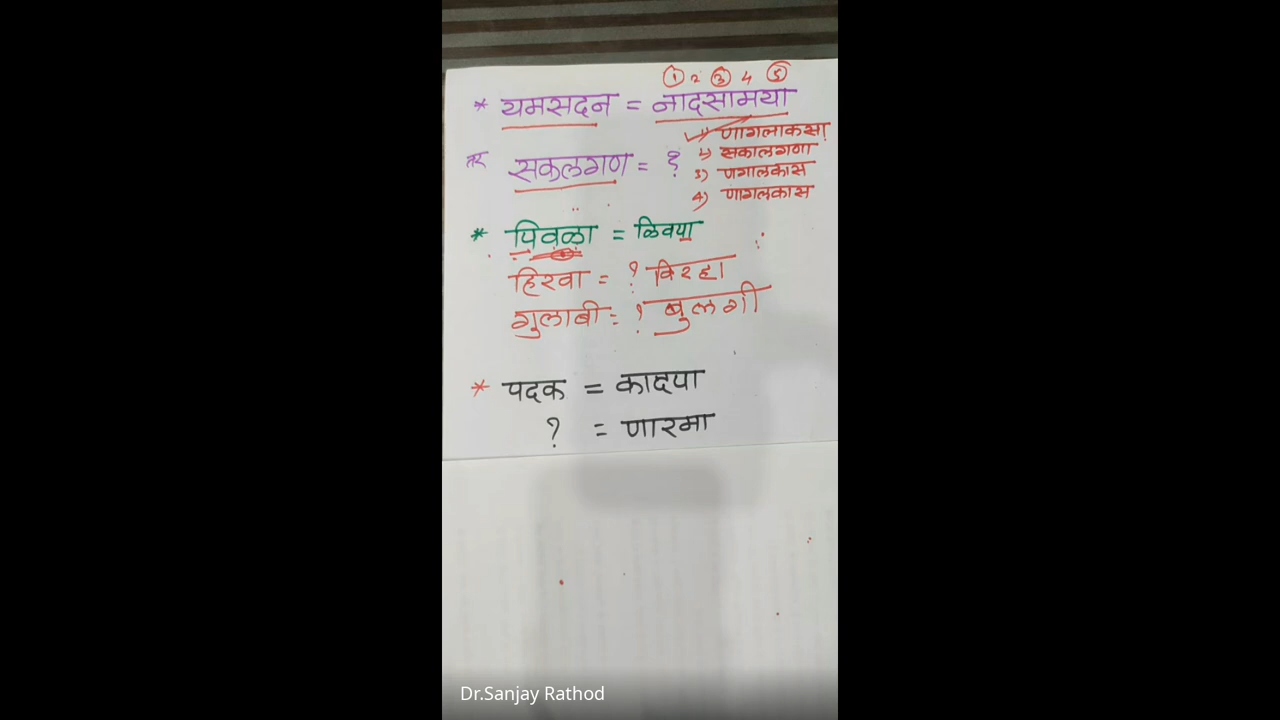 ① 2 ③ 4 ⑤
* यमसदन = नादसामया
तर सकलगण = ?
1) णागलाकसा
2) सकालगणा
3) णगालकास
4) णागलकास
* पिवळा = ळिवपा
हिरवा = ? विरहा
गुलाबी = ? बुलगी
* पदक = कादपा
? = णारमा
Dr.Sanjay Rathod